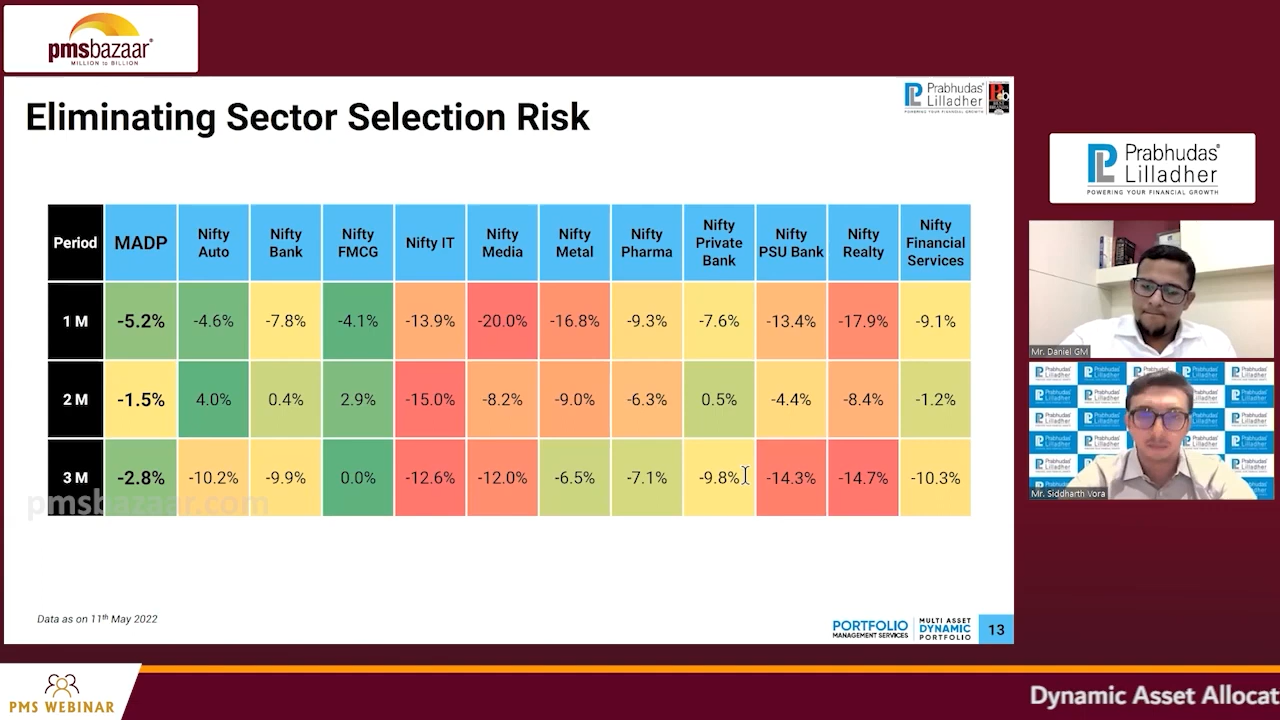 pmsbazaar
MILLION to BILLION
Eliminating Sector Selection Risk
Prabhudas
Lilladher
POWERING YOUR FINANCIAL GROWTH
Period MADP Nifty Auto Nifty Bank Nifty FMCG Nifty IT Nifty Media Nifty Metal Nifty Pharma Nifty Private Bank Nifty PSU Bank Nifty Realty Nifty Financial Services
1 M -5.2% -4.6% -7.8% -4.1% -13.9% -20.0% -16.8% -9.3% -7.6% -13.4% -17.9% -9.1%
2 M -1.5% 4.0% 0.4% 2.9% -15.0% -8.2% -9.0% -6.3% 0.5% -4.4% -8.4% -1.2%
3 M -2.8% -10.2% -9.9% 0.0% -12.6% -12.0% -6.5% -7.1% -9.8% -14.3% -14.7% -10.3%
pmsbazaar.com
Data as on 11th May 2022
PORTFOLIO
MANAGEMENT SERVICES
MULTI ASSET
DYNAMIC
PORTFOLIO
13
Prabhudas
Lilladher
POWERING YOUR FINANCIAL GROWTH
Mr. Daniel GM
Mr. Siddharth Vora
PMS WEBINAR
Dynamic Asset Allocat